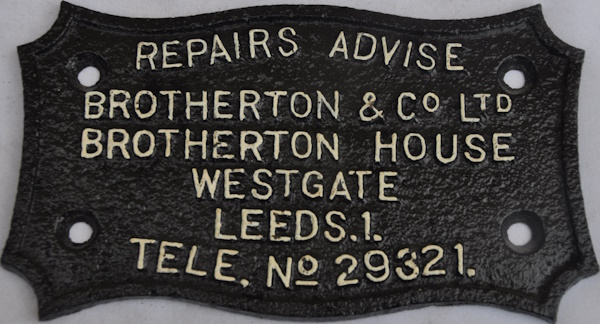 REPAIRS ADVISE
BROTHERTON & Co LTD
BROTHERTON HOUSE
WESTGATE
LEEDS.1.
TELE, No 29321.